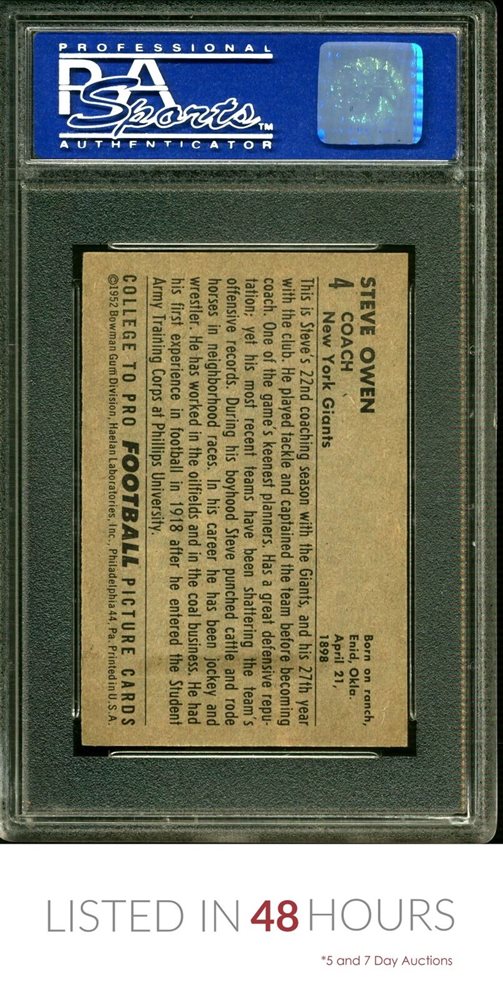 PROFESSIONAL
PSA
Sports™
AUTHENTICATOR
STEVE OWEN
4 COACH
New York Giants
Born on ranch,
Enid, Okla.
April 21,
1898
This is Steve's 22nd coaching season with the Giants, and his 27th year
with the club. He played tackle and captained the team before becoming
coach. One of the game's keenest planners. Has a great defensive repu-
tation; yet his most recent teams have been shattering the team's
offensive records. During his boyhood Steve punched cattle and rode
horses in neighborhood races. In his career he has been jockey and
wrestler. He has worked in the oilfields and in the coal business. He had
his first experience in football in 1918 after he entered the Student
Army Training Corps at Phillips University.
COLLEGE TO PRO FOOTBALL PICTURE CARDS
©1952 Bowman Gum Division, Haelan Laboratories, Inc., Philadelphia 44, Pa. Printed in U.S.A.
LISTED IN 48 HOURS
*5 and 7 Day Auctions